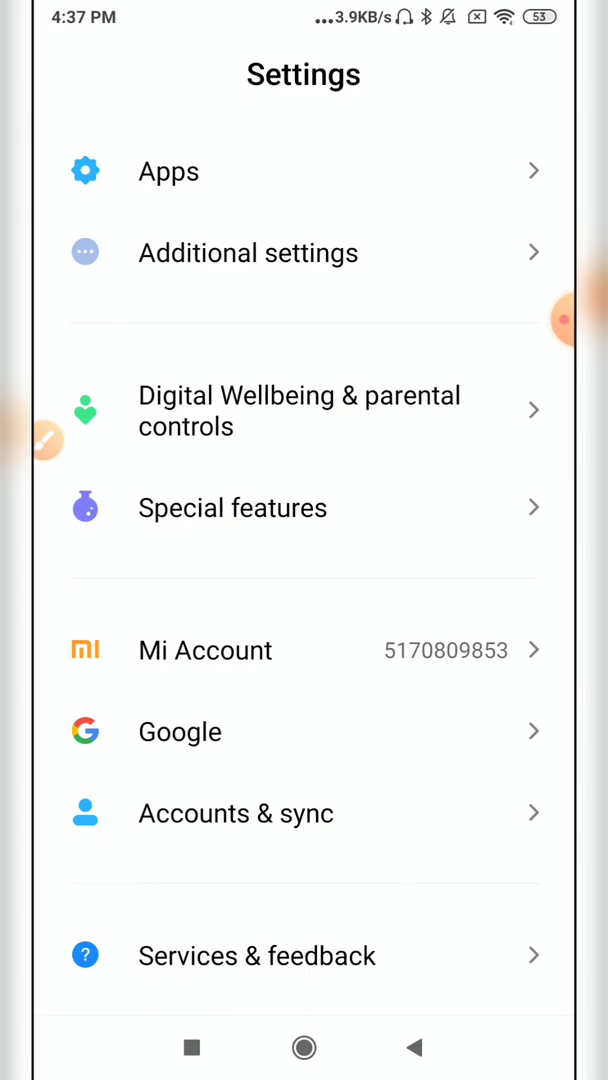 4:37 PM
...3.9KB/s 53
Settings
Apps
Additional settings
Digital Wellbeing & parental
controls
Special features
Mi Account 5170809853
Google
Accounts & sync
Services & feedback